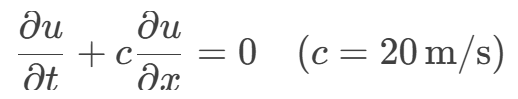 ∂u/∂t + c ∂u/∂x = 0 (c = 20 m/s)